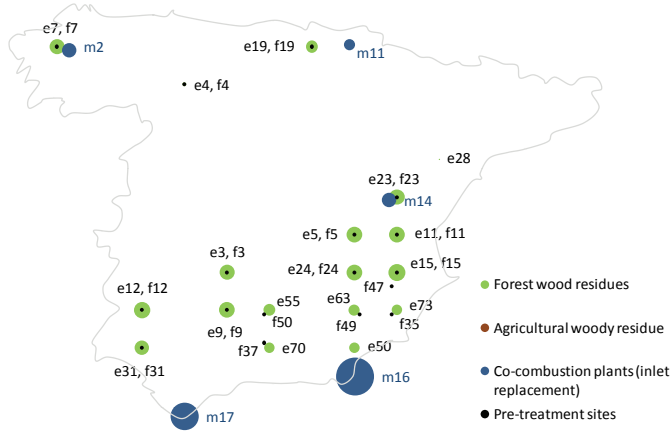 e7, f7
m2
e19, f19
m11
e4, f4
e28
e23, f23
m14
e5, f5
e11, f11
e3, f3
e24, f24
e15, f15
f47
e12, f12
e55
e63
e73
e9, f9
f50
f49
f35
f37
e70
e50
e31, f31
m16
m17
Forest wood residues
Agricultural woody residue
Co-combustion plants (inlet
replacement)
Pre-treatment sites